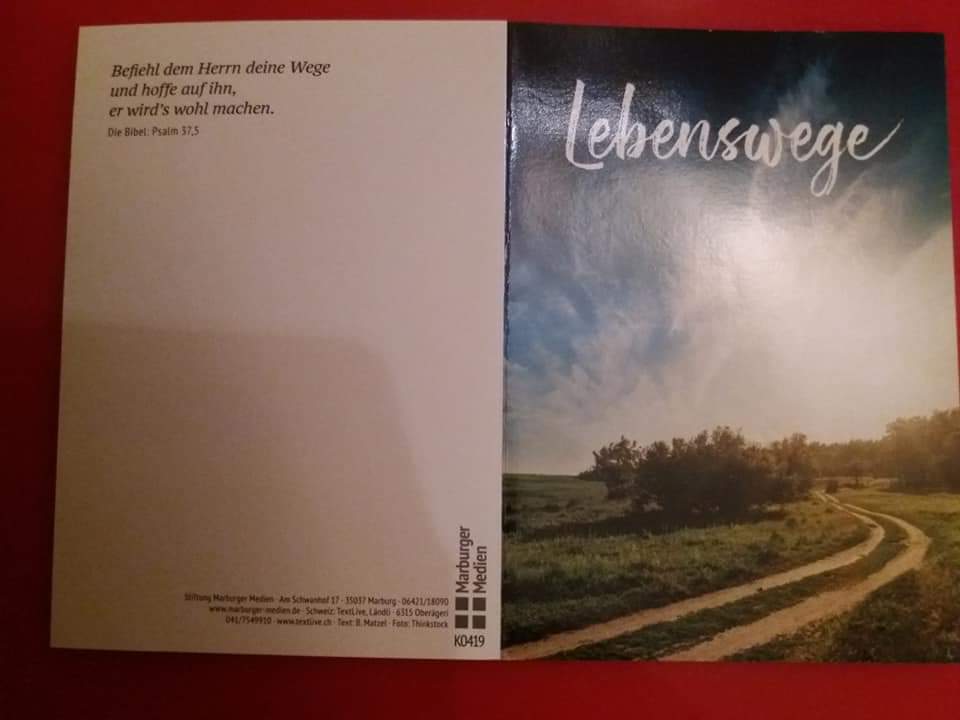 Befiehl dem Herrn deine Wege
und hoffe auf ihn,
er wird's wohl machen.
Die Bibel: Psalm 37,5
Stiftung Marburger Medien · Am Schwanhof 17 · 35037 Marburg · 06421/18090
www.marburger-medien.de · Schweiz: TextLive, Ländli · 6315 Oberägeri
041/7549910 · www.textlive.ch · Text: B. Matzel · Foto: Thinkstock
Marburger
Medien
K0419
Lebenswege